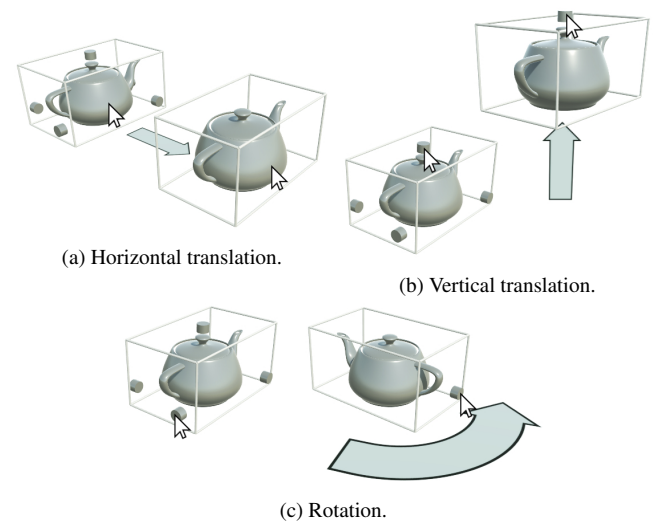 (a) Horizontal translation.
(b) Vertical translation.
(c) Rotation.